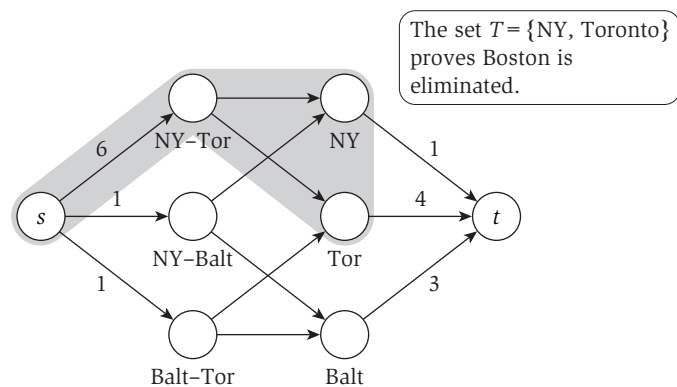 The set T = {NY, Toronto}
proves Boston is
eliminated.
6
NY–Tor
NY
1
s
1
4
t
NY–Balt
Tor
1
3
Balt–Tor
Balt